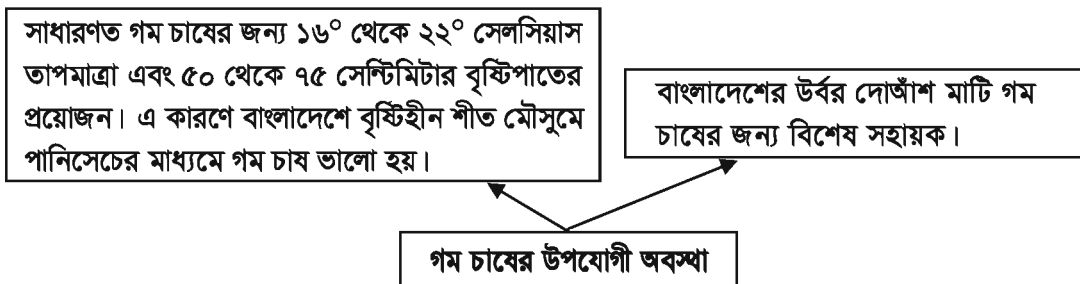 সাধারণত গম চাষের জন্য ১৬° থেকে ২২° সেলসিয়াস
তাপমাত্রা এবং ৫০ থেকে ৭৫ সেন্টিমিটার বৃষ্টিপাতের
প্রয়োজন। এ কারণে বাংলাদেশে বৃষ্টিহীন শীত মৌসুমে
পানিসেচের মাধ্যমে গম চাষ ভালো হয়।
বাংলাদেশের উর্বর দোআঁশ মাটি গম
চাষের জন্য বিশেষ সহায়ক।
গম চাষের উপযোগী অবস্থা